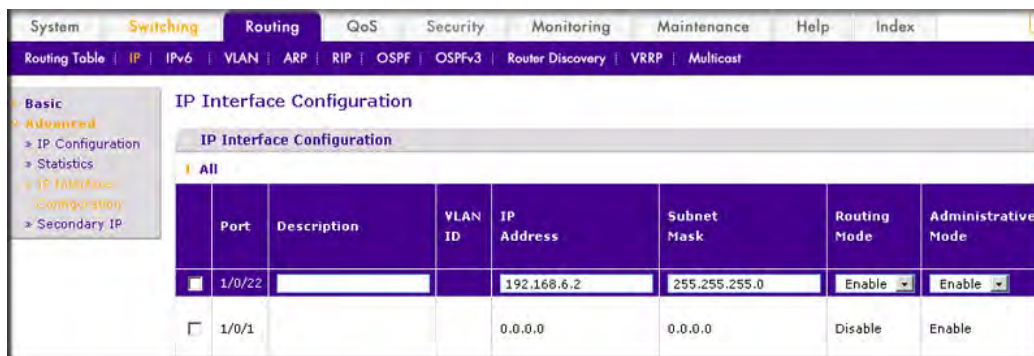 System Switching Routing QoS Security Monitoring Maintenance Help Index
Routing Table | IP | IPv6 | VLAN | ARP | RIP | OSPF | OSPFv3 | Router Discovery | VRRP | Multicast
Basic
Advanced
» IP Configuration
» Statistics
» IP Interface
Configuration
» Secondary IP
IP Interface Configuration
IP Interface Configuration
All
Port Description VLAN ID IP Address Subnet Mask Routing Mode Administrative Mode
1/0/22 192.168.6.2 255.255.255.0 Enable Enable
1/0/1 0.0.0.0 0.0.0.0 Disable Enable